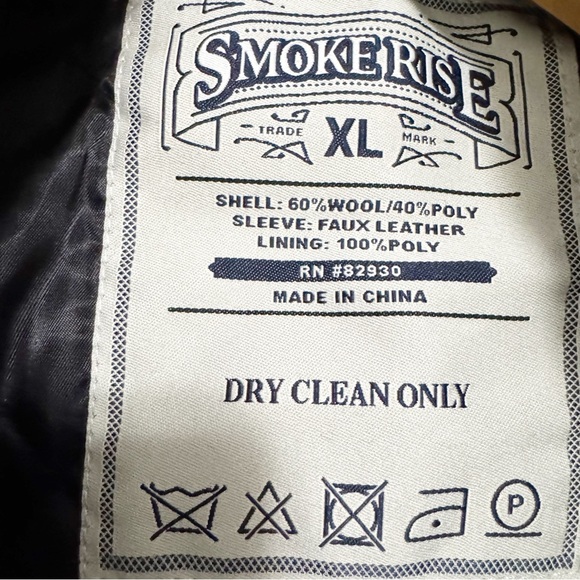 SMOKE RISE
TRADE XL MARK
SHELL: 60%WOOL/40%POLY
SLEEVE: FAUX LEATHER
LINING: 100%POLY
RN #82930
MADE IN CHINA
DRY CLEAN ONLY
P